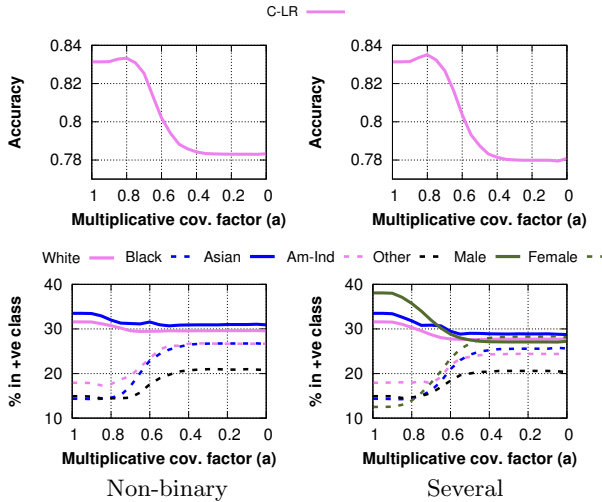 C-LR
0.84 0.82 0.8 0.78
Accuracy
1 0.8 0.6 0.4 0.2 0
Multiplicative cov. factor (a)
0.84 0.82 0.8 0.78
Accuracy
1 0.8 0.6 0.4 0.2 0
Multiplicative cov. factor (a)
White Black Asian Am-Ind Other Male Female
40 30 20 10
% in +ve class
1 0.8 0.6 0.4 0.2 0
Multiplicative cov. factor (a)
Non-binary
40 30 20 10
% in +ve class
1 0.8 0.6 0.4 0.2 0
Multiplicative cov. factor (a)
Several